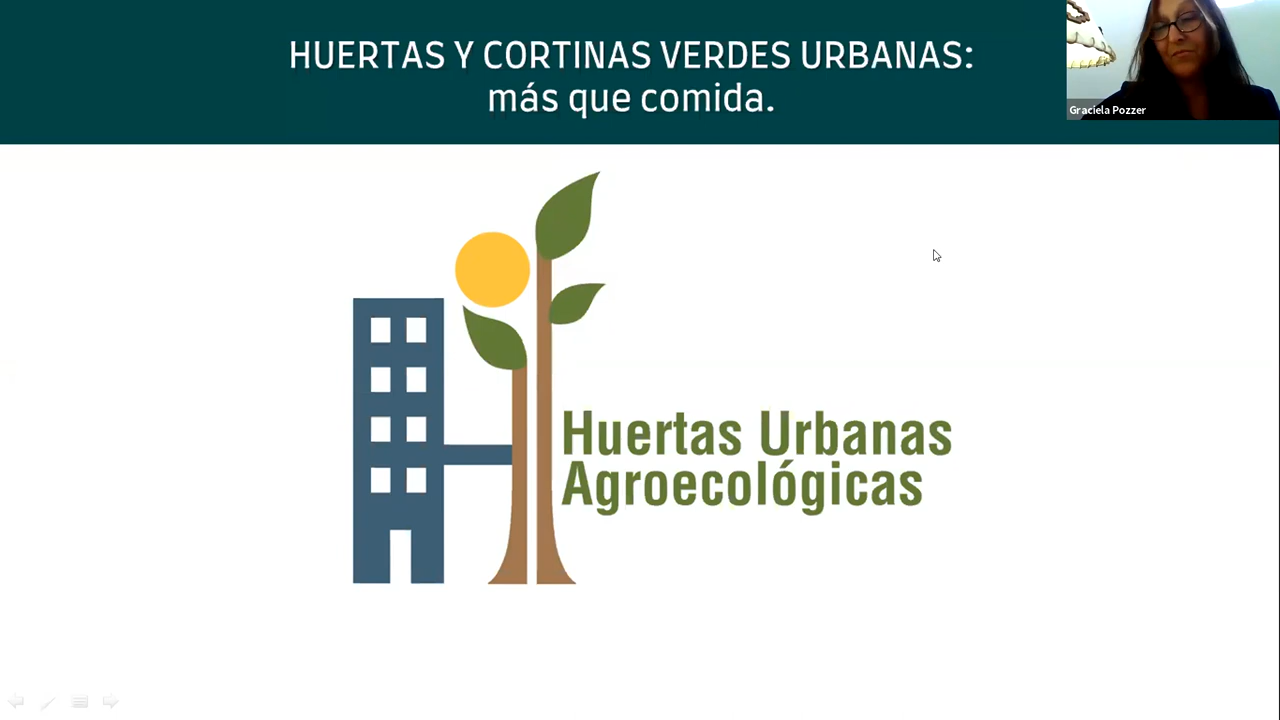 HUERTAS Y CORTINAS VERDES URBANAS:
más que comida.
Graciela Pozzer
Huertas Urbanas
Agroecológicas